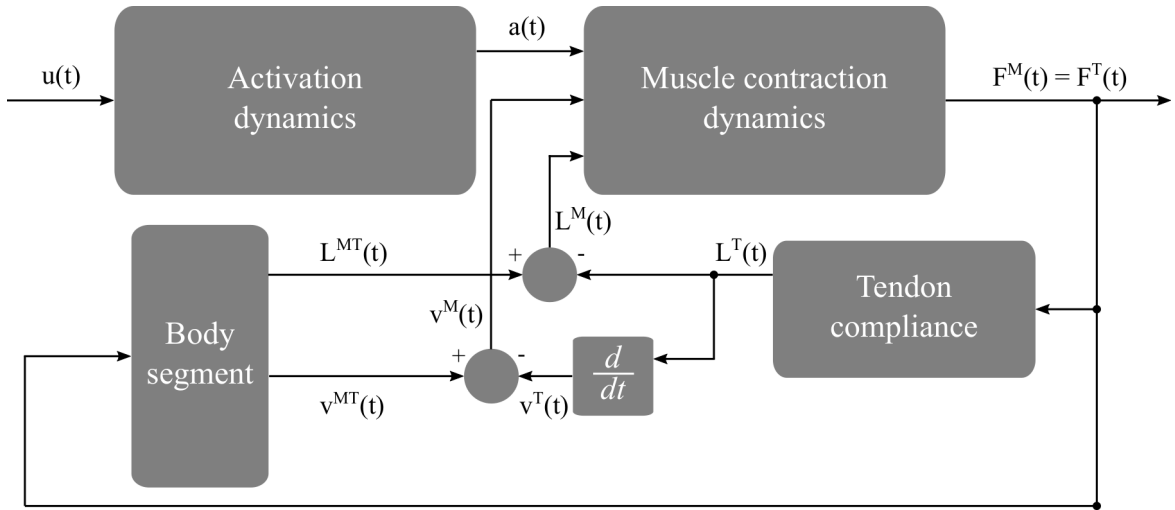 u(t)
Activation
dynamics
a(t)
Muscle contraction
dynamics
F^M(t) = F^T(t)
L^M(t)
Body
segment
L^MT(t)
+
-
L^T(t)
Tendon
compliance
v^M(t)
+
-
v^MT(t)
v^T(t)
d
dt